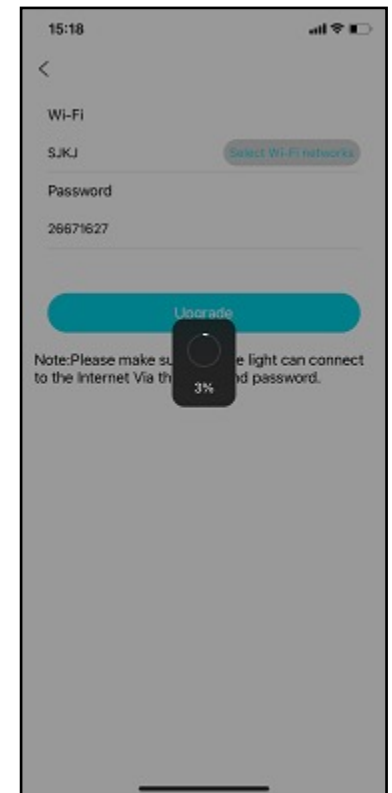 15:18
Wi-Fi
SJKJ
Select Wi-Fi networks
Password
26671627
Upgrade
Note:Please make su e light can connect
to the Internet Via th nd password.
3%